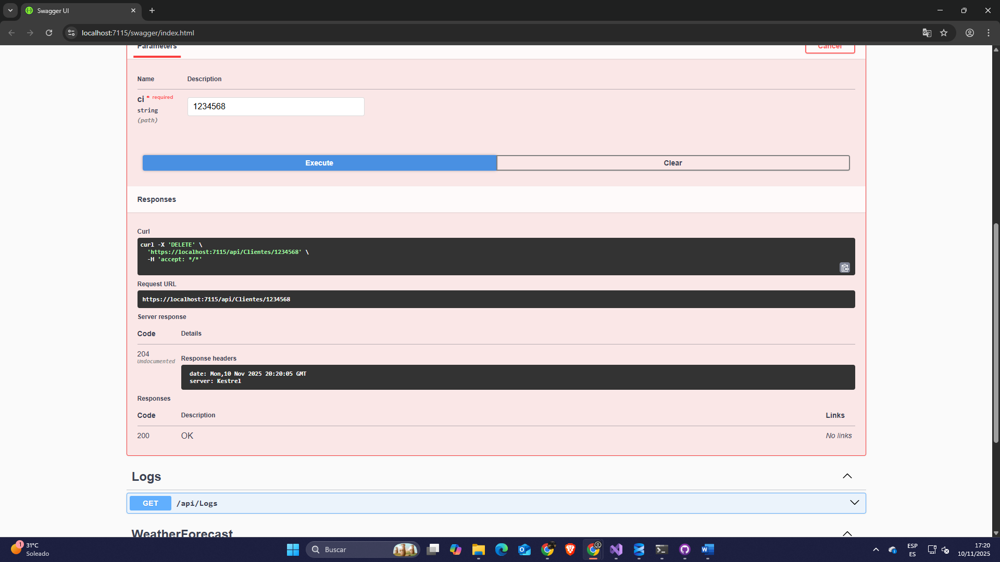 Swagger UI
localhost:7115/swagger/index.html
Parameters
Cancel
Name
Description
ci * required
string
(path)
1234568
Execute
Clear
Responses
Curl
curl -X 'DELETE' \
'https://localhost:7115/api/Clientes/1234568' \
-H 'accept: */*'
Request URL
https://localhost:7115/api/Clientes/1234568
Server response
Code
Details
204
Undocumented
Response headers
date: Mon,10 Nov 2025 20:20:05 GMT
server: Kestrel
Responses
Code
Description
Links
200
OK
No links
Logs
GET
/api/Logs
WeatherForecast
1
31°C
Soleado
Buscar
ESP
ES
17:20
10/11/2025